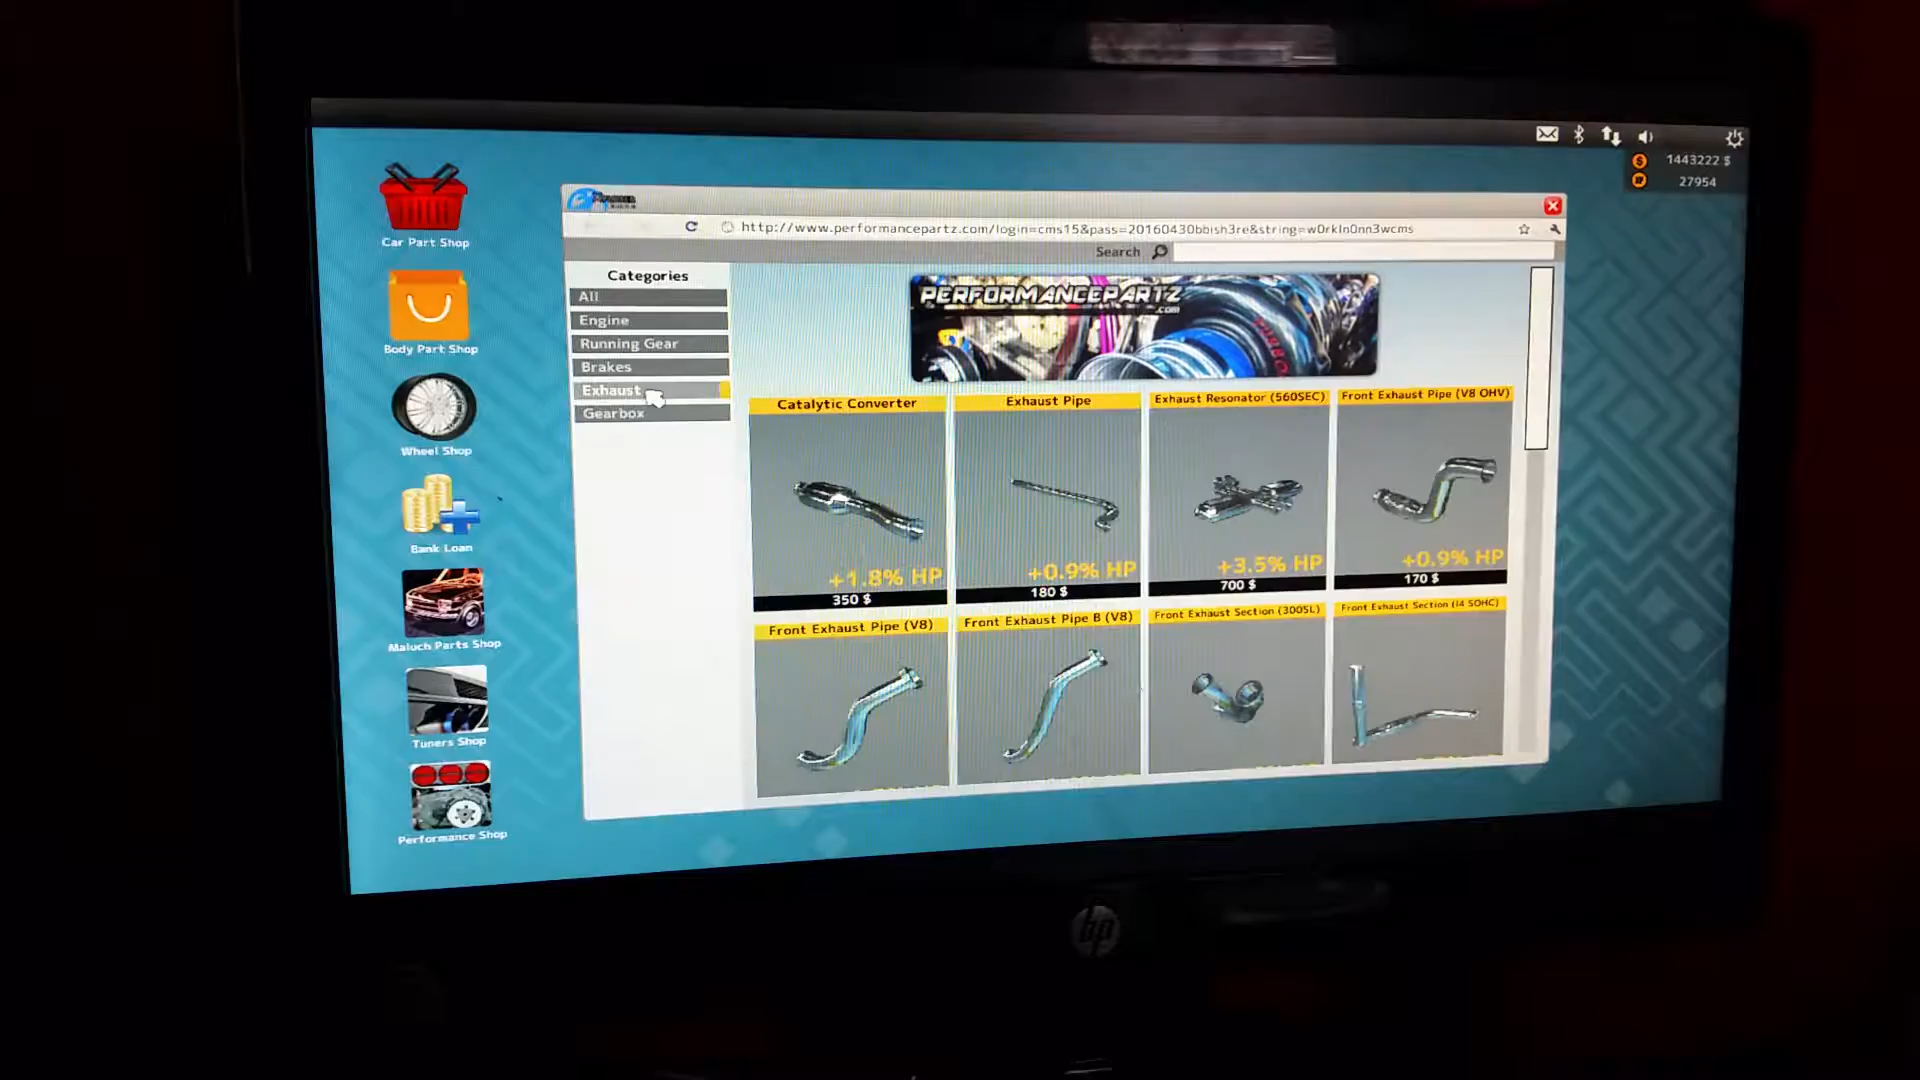 1443222 $
27954
Car Part Shop
Body Part Shop
Wheel Shop
Bank Loan
Maluch Parts Shop
Tuners Shop
Performance Shop
http://www.performancepartz.com/login=cms15&pass=20160430bbish3re&string=w0rkIn0nn3wcms
Search
Categories
All
Engine
Running Gear
Brakes
Exhaust
Gearbox
PERFORMANCEPARTZ
.com
Catalytic Converter
+1.8% HP
350 $
Exhaust Pipe
+0.9% HP
180 $
Exhaust Resonator (560SEC)
+3.5% HP
700 $
Front Exhaust Pipe (V8 OHV)
+0.9% HP
170 $
Front Exhaust Pipe (V8)
Front Exhaust Pipe B (V8)
Front Exhaust Section (300SL)
Front Exhaust Section (I4 SOHC)
hp